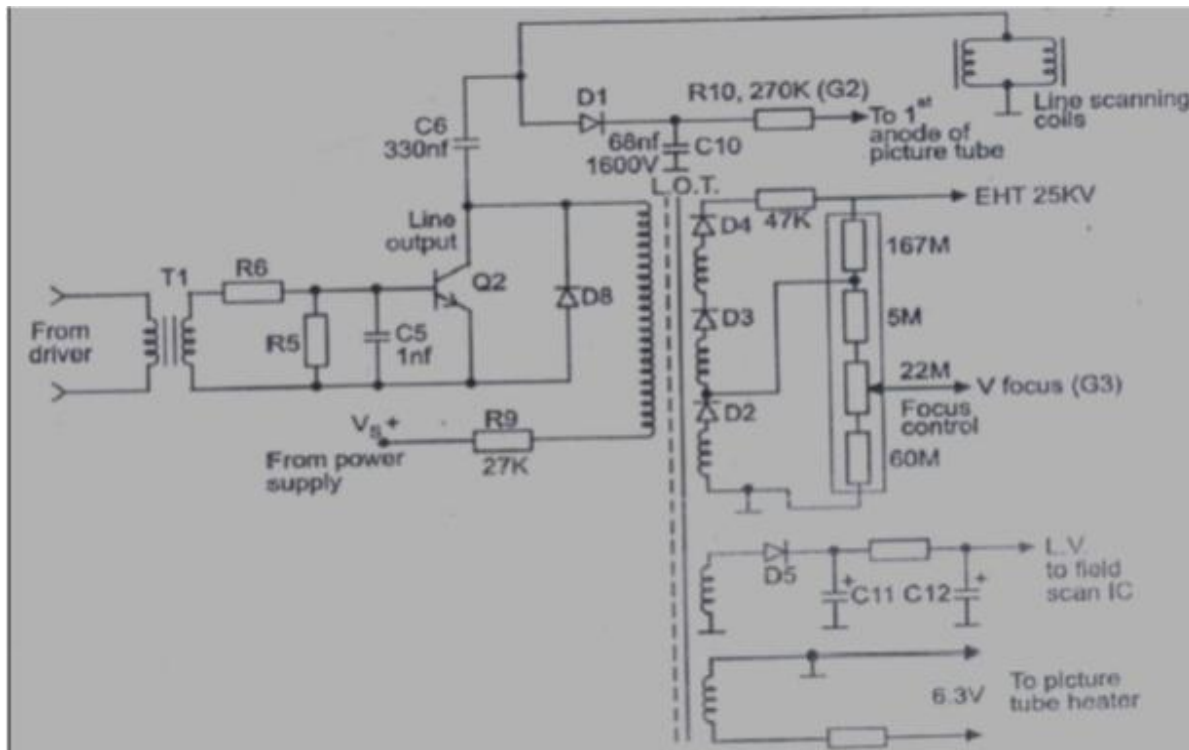 R10, 270K (G2)
D1
To 1st
anode of
picture tube
Line scanning
coils
C6
330nf
68nf
1600V
C10
L.O.T.
EHT 25KV
D4
47K
167M
Line
output
T1
R6
Q2
D8
D3
5M
From
driver
R5
C5
1nf
22M
V focus (G3)
Focus
control
D2
Vs+
R9
27K
From power
supply
60M
L.V.
to field
scan IC
D5
+
C11
C12
+
6.3V
To picture
tube heater